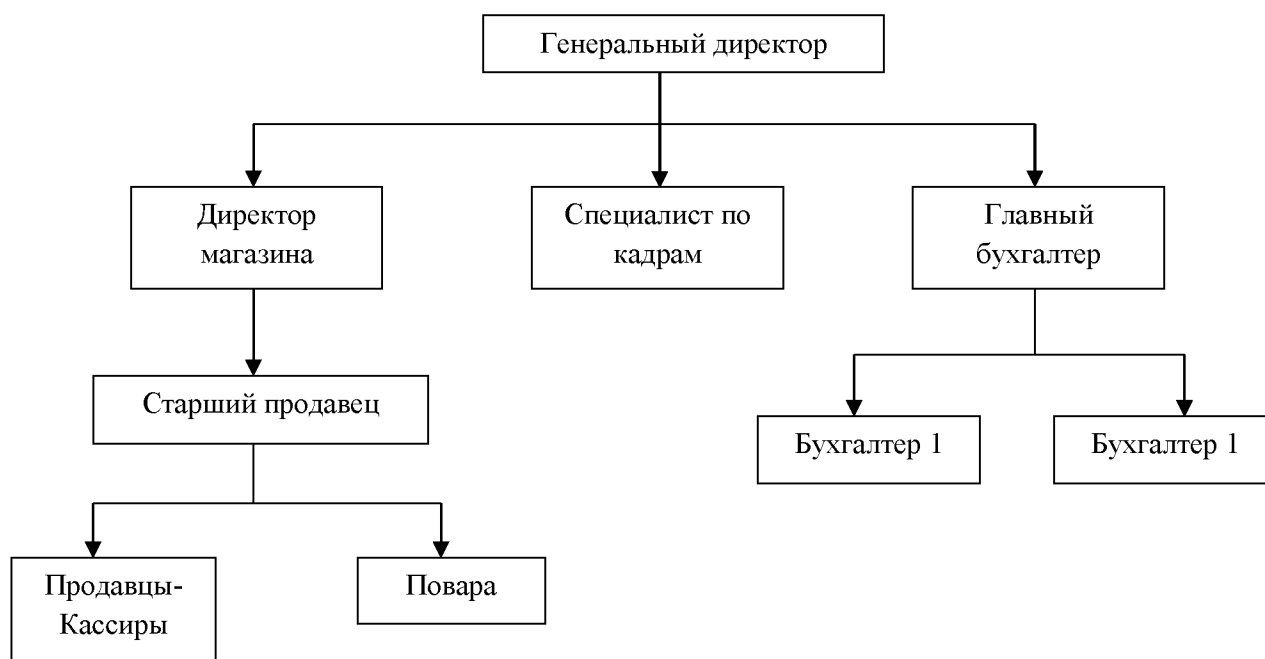 Генеральный директор
Директор
магазина
Специалист по
кадрам
Главный
бухгалтер
Старший продавец
Бухгалтер 1
Бухгалтер 1
Продавцы-
Кассиры
Повара